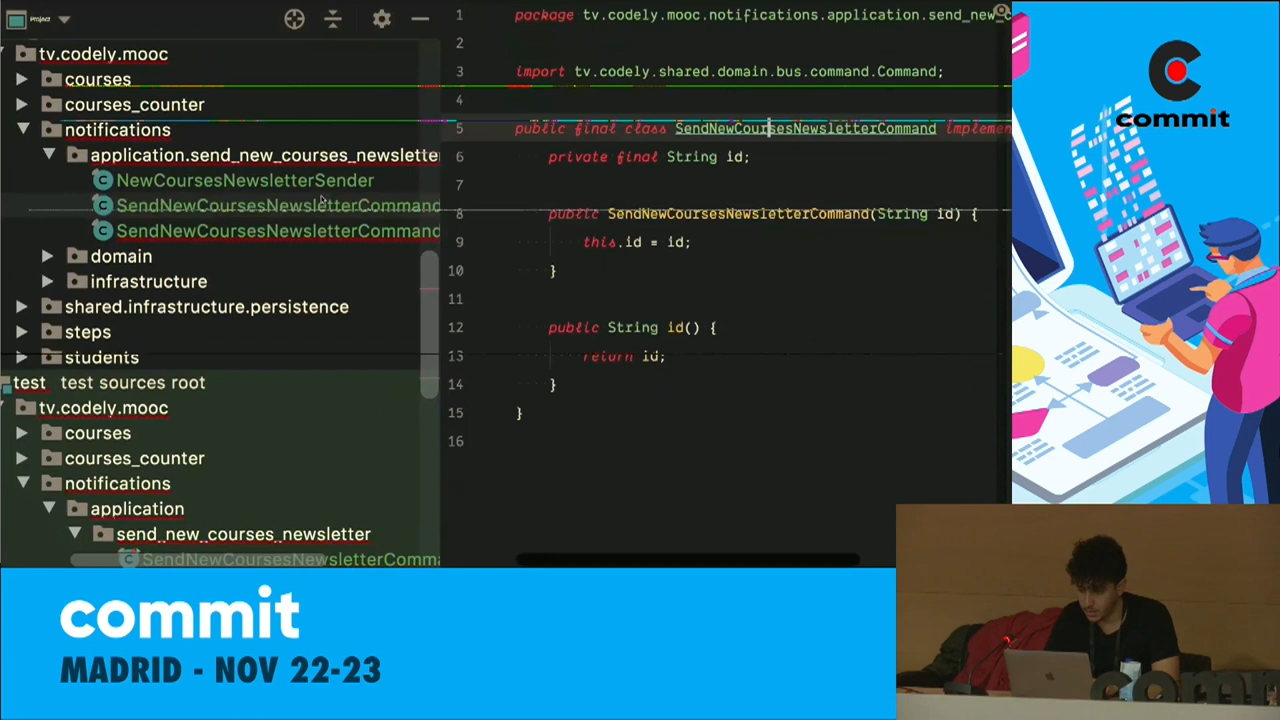 Project
tv.codely.mooc
courses
courses_counter
notifications
application.send_new_courses_newslette
NewCoursesNewsletterSender
SendNewCoursesNewsletterCommand
SendNewCoursesNewsletterCommand
domain
infrastructure
shared.infrastructure.persistence
steps
students
test test sources root
tv.codely.mooc
courses
courses_counter
notifications
application
send_new_courses_newsletter
SendNewCoursesNewsletterComma
1 package tv.codely.mooc.notifications.application.send_new_c
2
3 import tv.codely.shared.domain.bus.command.Command;
4
5 public final class SendNewCoursesNewsletterCommand implemen
6 private final String id;
7
8 public SendNewCoursesNewsletterCommand(String id) {
9 this.id = id;
10 }
11
12 public String id() {
13 return id;
14 }
15 }
16
commit
commit
MADRID - NOV 22-23
com